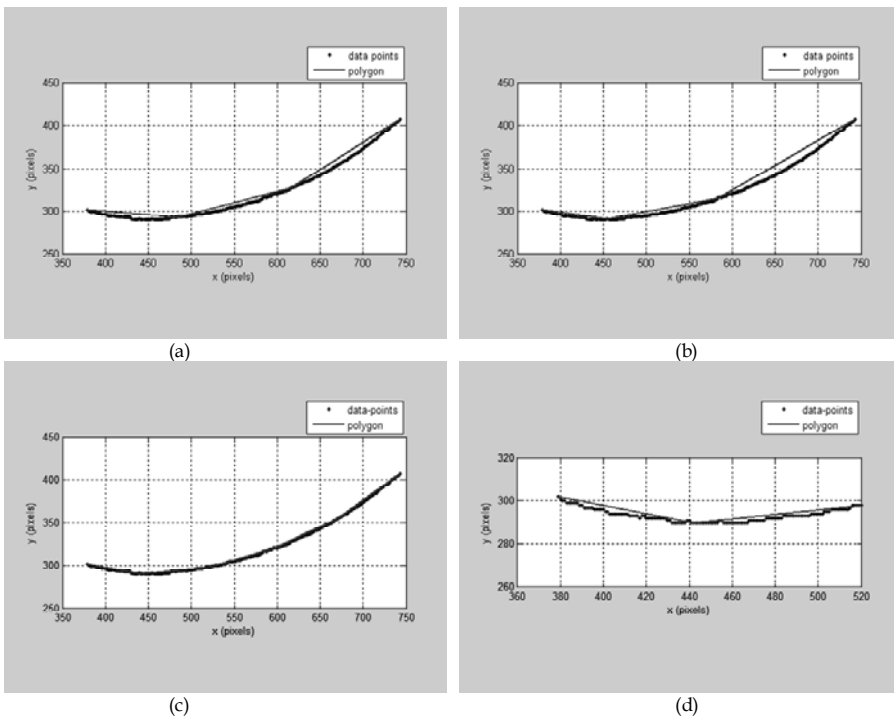 data points
polygon
450
400
350
300
250
y (pixels)
350 400 450 500 550 600 650 700 750
x (pixels)
(a)
data points
polygon
450
400
350
300
250
y (pixels)
350 400 450 500 550 600 650 700 750
x (pixels)
(b)
data-points
polygon
450
400
350
300
250
y (pixels)
350 400 450 500 550 600 650 700 750
x (pixels)
(c)
data-points
polygon
320
300
280
260
y (pixels)
360 380 400 420 440 460 480 500 520
x (pixels)
(d)